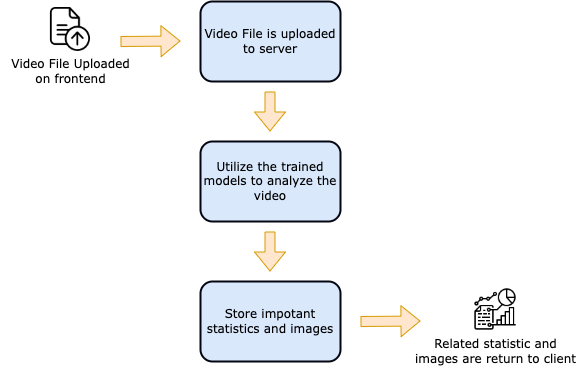 Video File Uploaded
on frontend
Video File is uploaded
to server
Utilize the trained
models to analyze the
video
Store impotant
statistics and images
Related statistic and
images are return to client